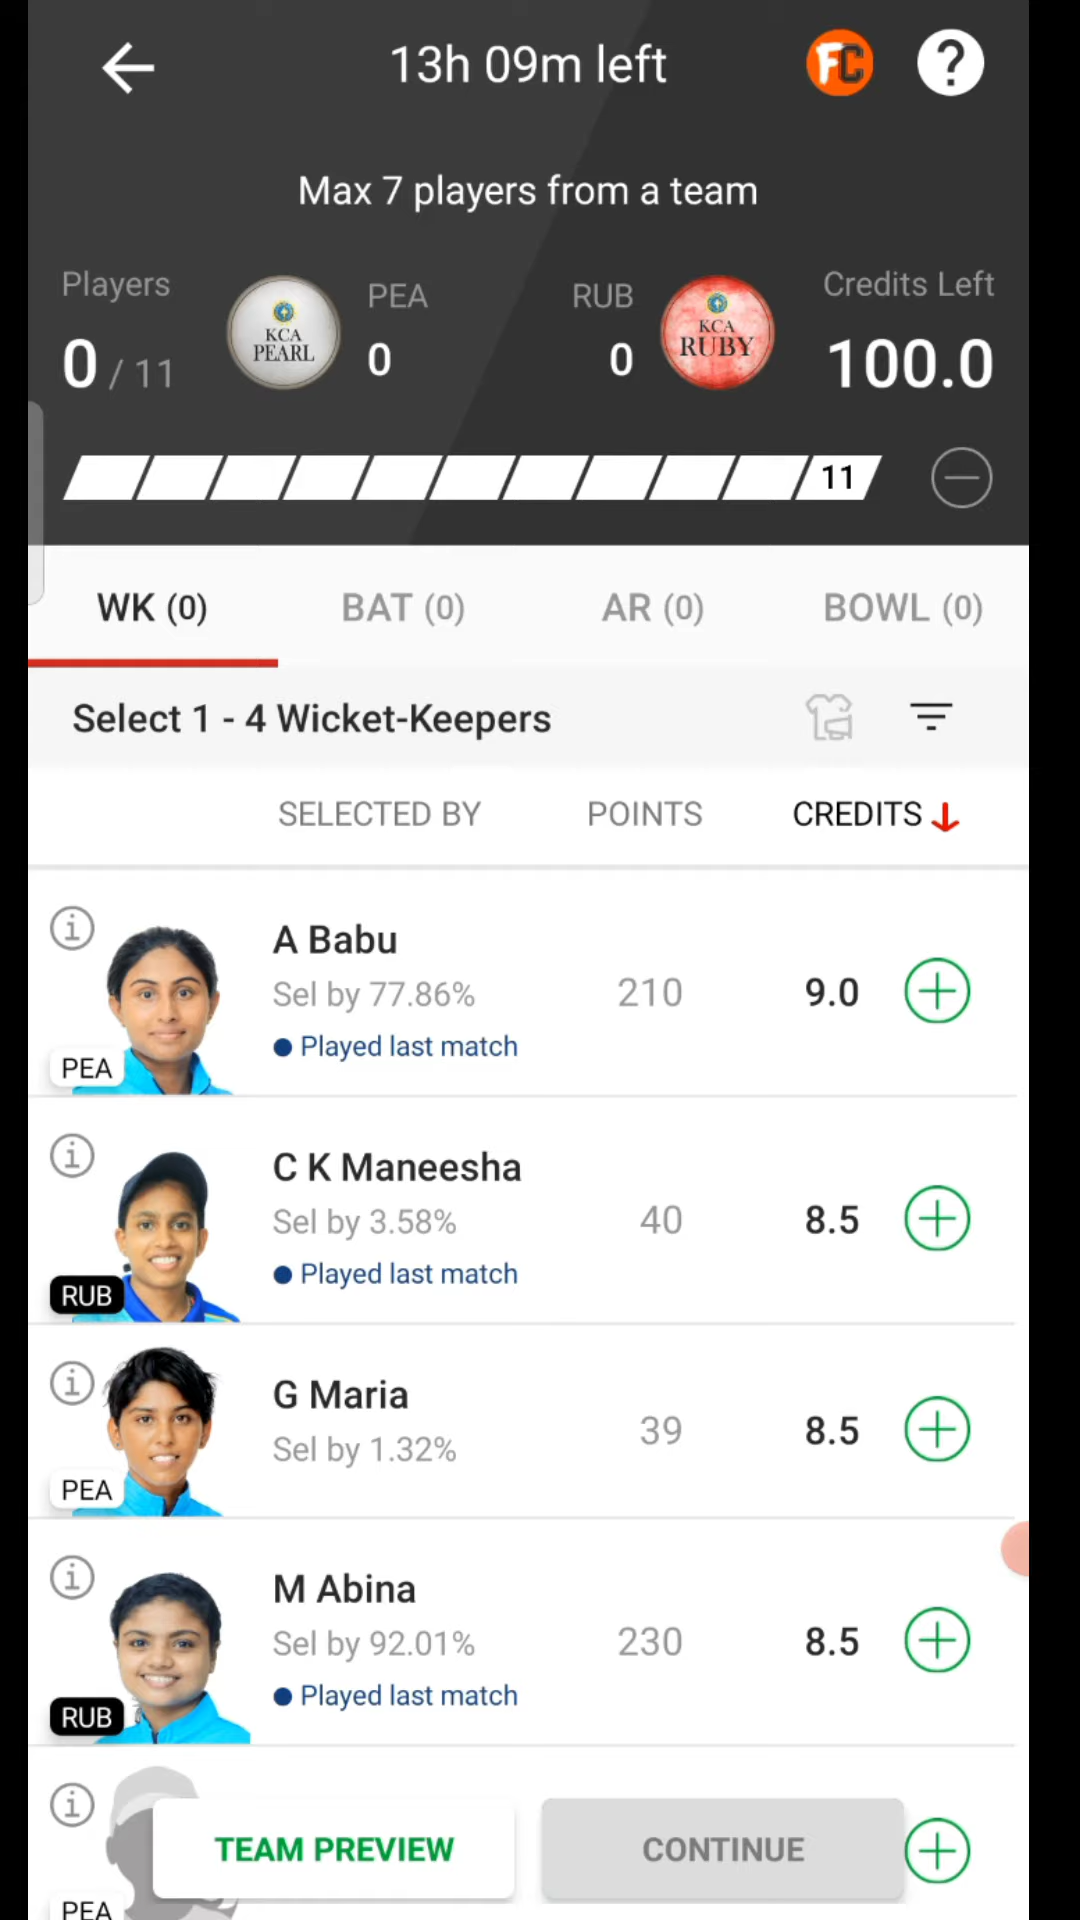 13h 09m left
FC
?
Max 7 players from a team
Players
PEA
RUB
Credits Left
0 / 11
KCA
PEARL
0
0
KCA
RUBY
100.0
11
WK (0)
BAT (0)
AR (0)
BOWL (0)
Select 1 - 4 Wicket-Keepers
SELECTED BY
POINTS
CREDITS
A Babu
Sel by 77.86%
210
9.0
Played last match
PEA
C K Maneesha
Sel by 3.58%
40
8.5
Played last match
RUB
G Maria
Sel by 1.32%
39
8.5
PEA
M Abina
Sel by 92.01%
230
8.5
Played last match
RUB
TEAM PREVIEW
CONTINUE
PEA